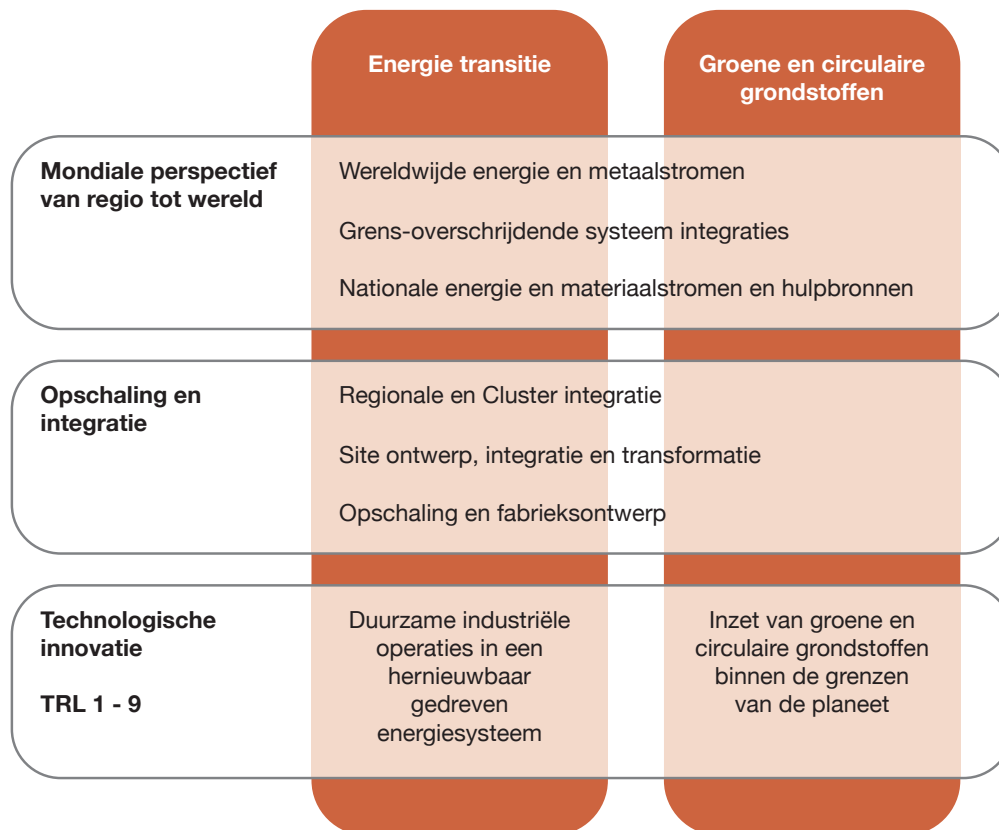 Energie transitie
Groene en circulaire
grondstoffen
Mondiale perspectief
van regio tot wereld
Wereldwijde energie en metaalstromen
Grens-overschrijdende systeem integraties
Nationale energie en materiaalstromen en hulpbronnen
Opschaling en
integratie
Regionale en Cluster integratie
Site ontwerp, integratie en transformatie
Opschaling en fabrieksontwerp
Technologische
innovatie
TRL 1 - 9
Duurzame industriële
operaties in een
hernieuwbaar
gedreven
energiesysteem
Inzet van groene en
circulaire grondstoffen
binnen de grenzen
van de planeet